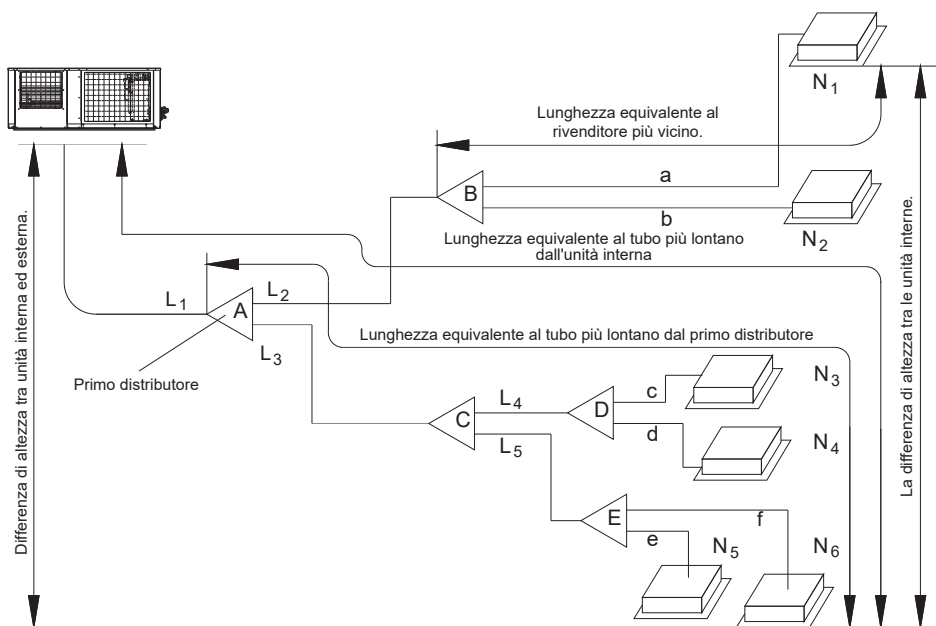 N1
Lunghezza equivalente al
rivenditore più vicino.
a
B
b
N2
Lunghezza equivalente al tubo più lontano
dall'unità interna
L1
A
L2
L3
Primo distributore
Lunghezza equivalente al tubo più lontano dal primo distributore
N3
L4
D
c
C
d
L5
N4
E
f
e
N5
N6
Differenza di altezza tra unità interna ed esterna.
La differenza di altezza tra le unità interne.